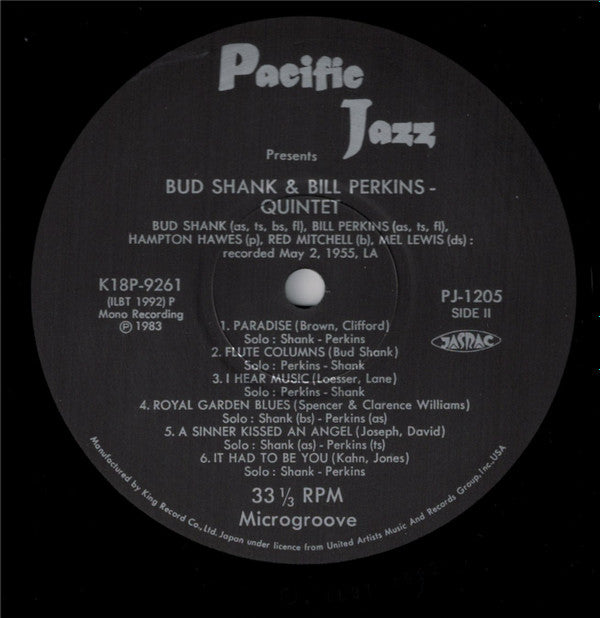 Pacific
Jazz
Presents
BUD SHANK & BILL PERKINS -
QUINTET
BUD SHANK (as, ts, bs, fl), BILL PERKINS (as, ts, fl),
HAMPTON HAWES (p), RED MITCHELL (b), MEL LEWIS (ds) :
recorded May 2, 1955, LA
K18P-9261
(ILBT 1992) P
Mono Recording
Ⓟ 1983
PJ-1205
SIDE II
JASRAC
1. PARADISE (Brown, Clifford)
Solo : Shank - Perkins
2. FLUTE COLUMNS (Bud Shank)
Solo : Perkins - Shank
3. I HEAR MUSIC (Loesser, Lane)
Solo : Perkins - Shank
4. ROYAL GARDEN BLUES (Spencer & Clarence Williams)
Solo : Shank (bs) - Perkins (as)
5. A SINNER KISSED AN ANGEL (Joseph, David)
Solo : Shank (as) - Perkins (ts)
6. IT HAD TO BE YOU (Kahn, Jones)
Solo : Shank - Perkins
33 1/3 RPM
Microgroove
Manufactured by King Record Co., Ltd. Japan under licence from United Artists Music And Records Group, Inc., USA